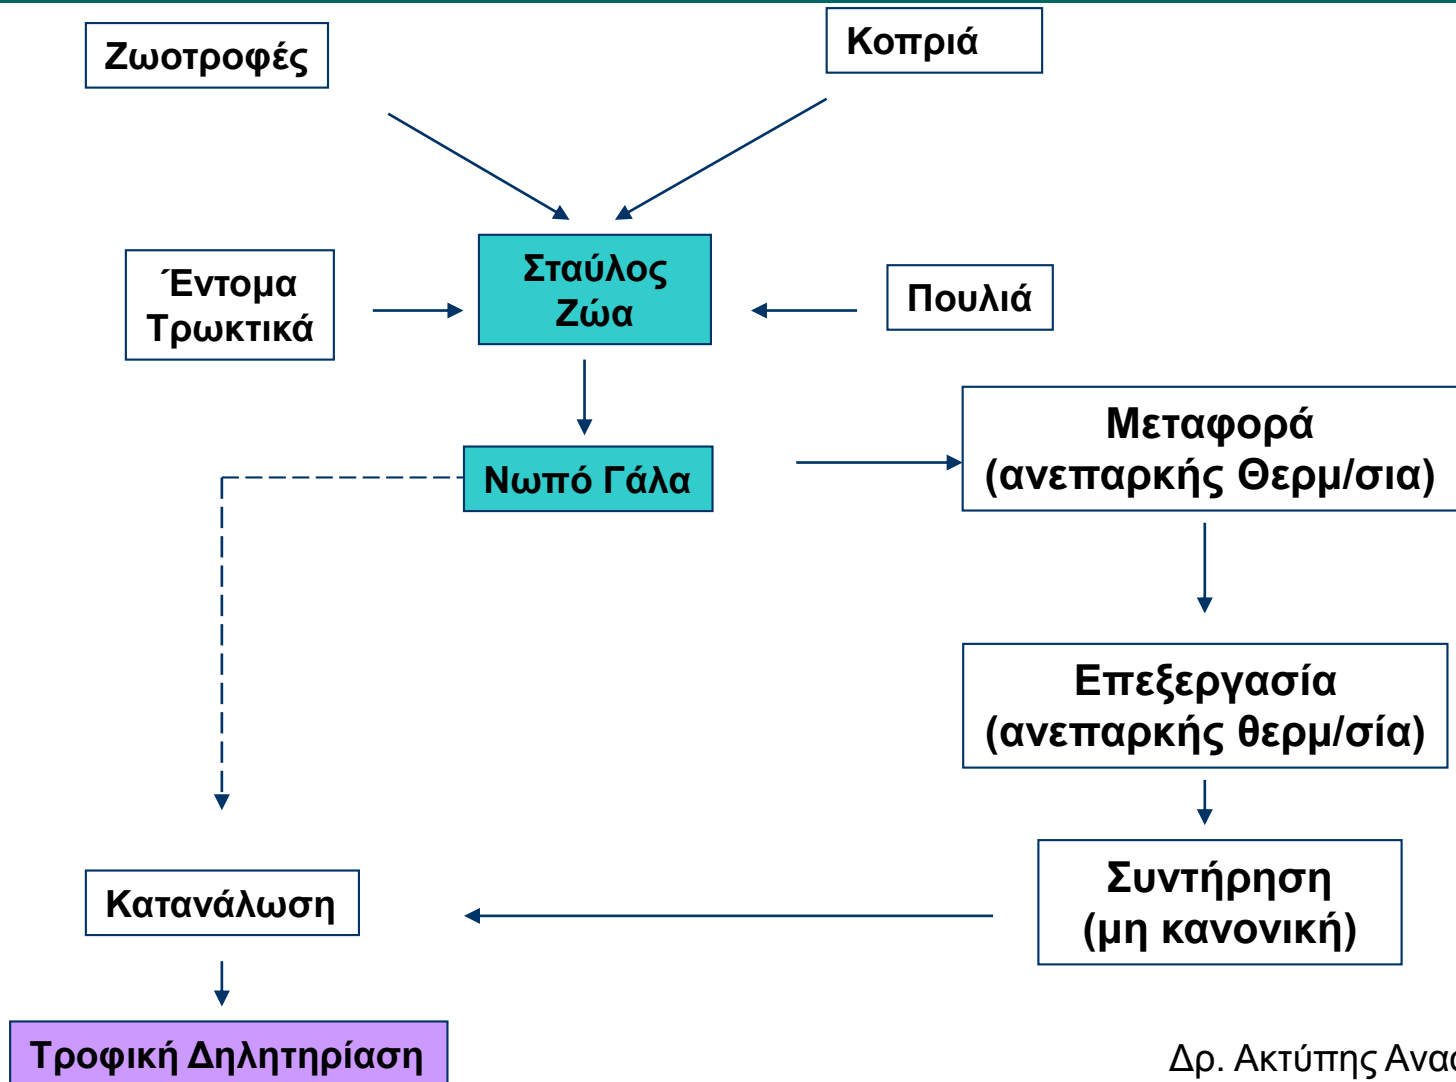 Ζωοτροφές
Κοπριά
Έντομα
Τρωκτικά
Σταύλος
Ζώα
Πουλιά
Νωπό Γάλα
Μεταφορά
(ανεπαρκής Θερμ/σια)
Επεξεργασία
(ανεπαρκής θερμ/σία)
Συντήρηση
(μη κανονική)
Κατανάλωση
Τροφική Δηλητηρίαση
Δρ. Ακτύπης